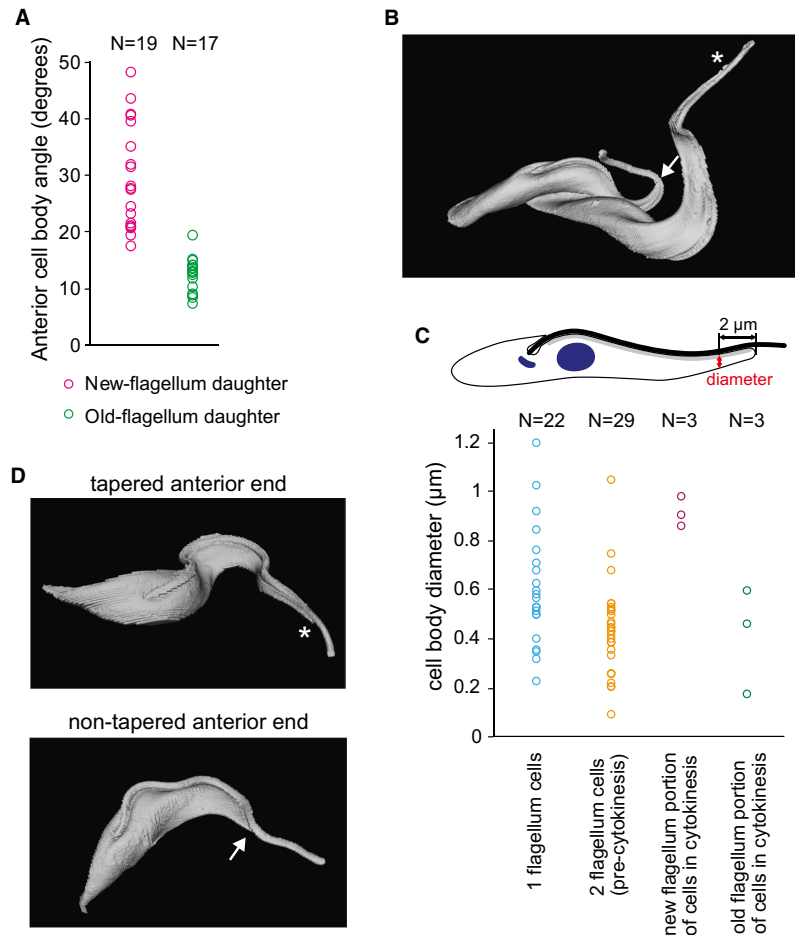 A
N=19 N=17
Anterior cell body angle (degrees)
50
40
30
20
10
0
New-flagellum daughter
Old-flagellum daughter
B
*
C
2 µm
diameter
N=22 N=29 N=3 N=3
cell body diameter (µm)
1.2
1
0.8
0.6
0.4
0.2
0
1 flagellum cells
2 flagellum cells
(pre-cytokinesis)
new flagellum portion
of cells in cytokinesis
old flagellum portion
of cells in cytokinesis
D
tapered anterior end
*
non-tapered anterior end